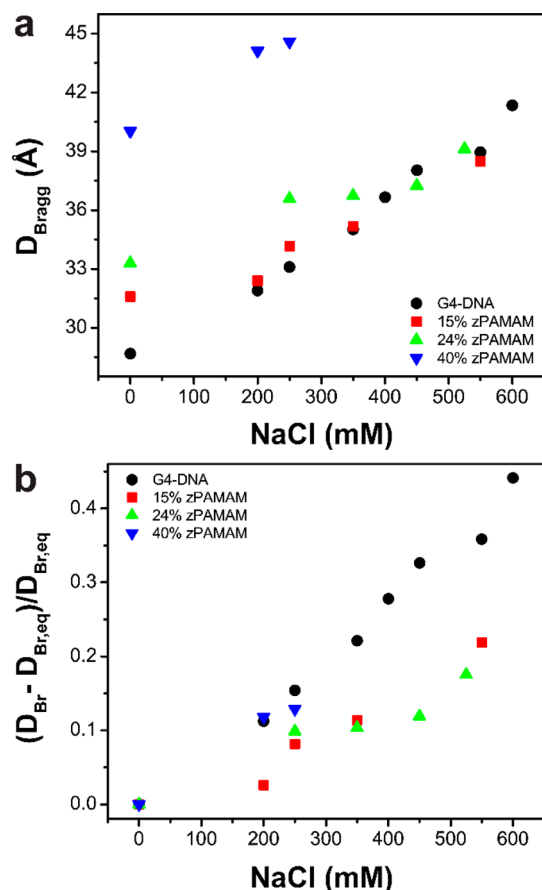 a
45
42
39
36
33
30
D_Bragg (Å)
G4-DNA
15% zPAMAM
24% zPAMAM
40% zPAMAM
0 100 200 300 400 500 600
NaCl (mM)
b
G4-DNA
15% zPAMAM
24% zPAMAM
40% zPAMAM
0.4
0.3
0.2
0.1
0.0
(D_Br - D_Br,eq)/D_Br,eq
0 100 200 300 400 500 600
NaCl (mM)